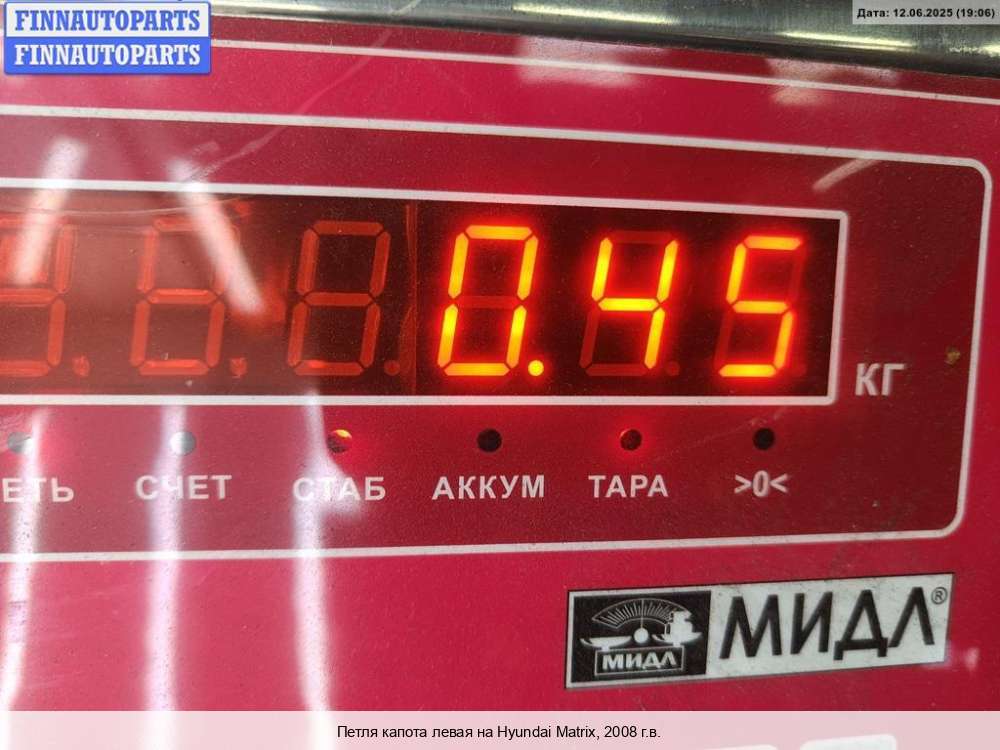 FINNAUTOPARTS
FINNAUTOPARTS
Дата: 12.06.2025 (19:06)
0.45
КГ
ЕТЬ СЧЕТ СТАБ АККУМ ТАРА >0<
МИДЛ МИДЛ®
Петля капота левая на Hyundai Matrix, 2008 г.в.